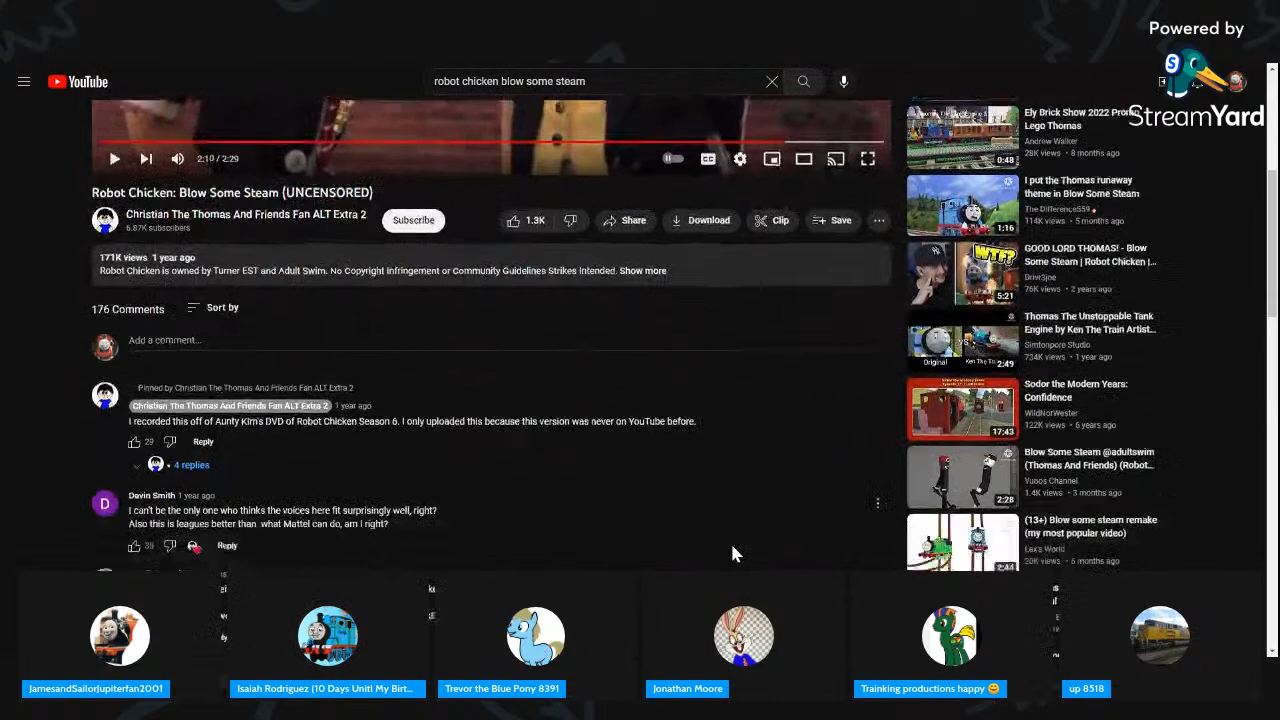 Powered by
StreamYard
YouTube
robot chicken blow some steam
2:10 / 2:29
Robot Chicken: Blow Some Steam (UNCENSORED)
Christian The Thomas And Friends Fan ALT Extra 2
6.87K subscribers
Subscribe
1.3K
Share
Download
Clip
Save
171K views 1 year ago
Robot Chicken is owned by Turner EST and Adult Swim. No Copyright Infringement or Community Guidelines Strikes Intended. Show more
176 Comments
Sort by
Add a comment...
Pinned by Christian The Thomas And Friends Fan ALT Extra 2
Christian The Thomas And Friends Fan ALT Extra 2 1 year ago
I recorded this off of Aunty Kim's DVD of Robot Chicken Season 6. I only uploaded this because this version was never on YouTube before.
29
Reply
4 replies
D
Davin Smith 1 year ago
I can't be the only one who thinks the voices here fit surprisingly well, right?
Also this is leagues better than what Mattel can do, am I right?
Reply
Ely Brick Show 2022 Promo
Lego Thomas
Andrew Walker
28K views • 8 months ago
0:48
I put the Thomas runaway
theme in Blow Some Steam
The Difference559
114K views • 5 months ago
1:16
GOOD LORD THOMAS! - Blow
Some Steam | Robot Chicken |...
Drivr3joe
76K views • 2 years ago
WTF?
5:21
Thomas The Unstoppable Tank
Engine by Ken The Train Artist...
Simtonpore Studio
734K views • 1 year ago
Original
VS
2:49
Sodor the Modern Years:
Confidence
WildNorWester
122K views • 6 years ago
17:43
Blow Some Steam @adultswim
(Thomas And Friends) (Robot...
Yuoos Channel
1.4K views • 3 months ago
2:28
(13+) Blow some steam remake
(my most popular video)
Lex's World
20K views • 5 months ago
2:44
JamesandSailorJupiterfan2001
Isaiah Rodriguez (10 Days Until My Birt...
Trevor the Blue Pony 8391
Jonathan Moore
Trainking productions happy 😊
up 8518